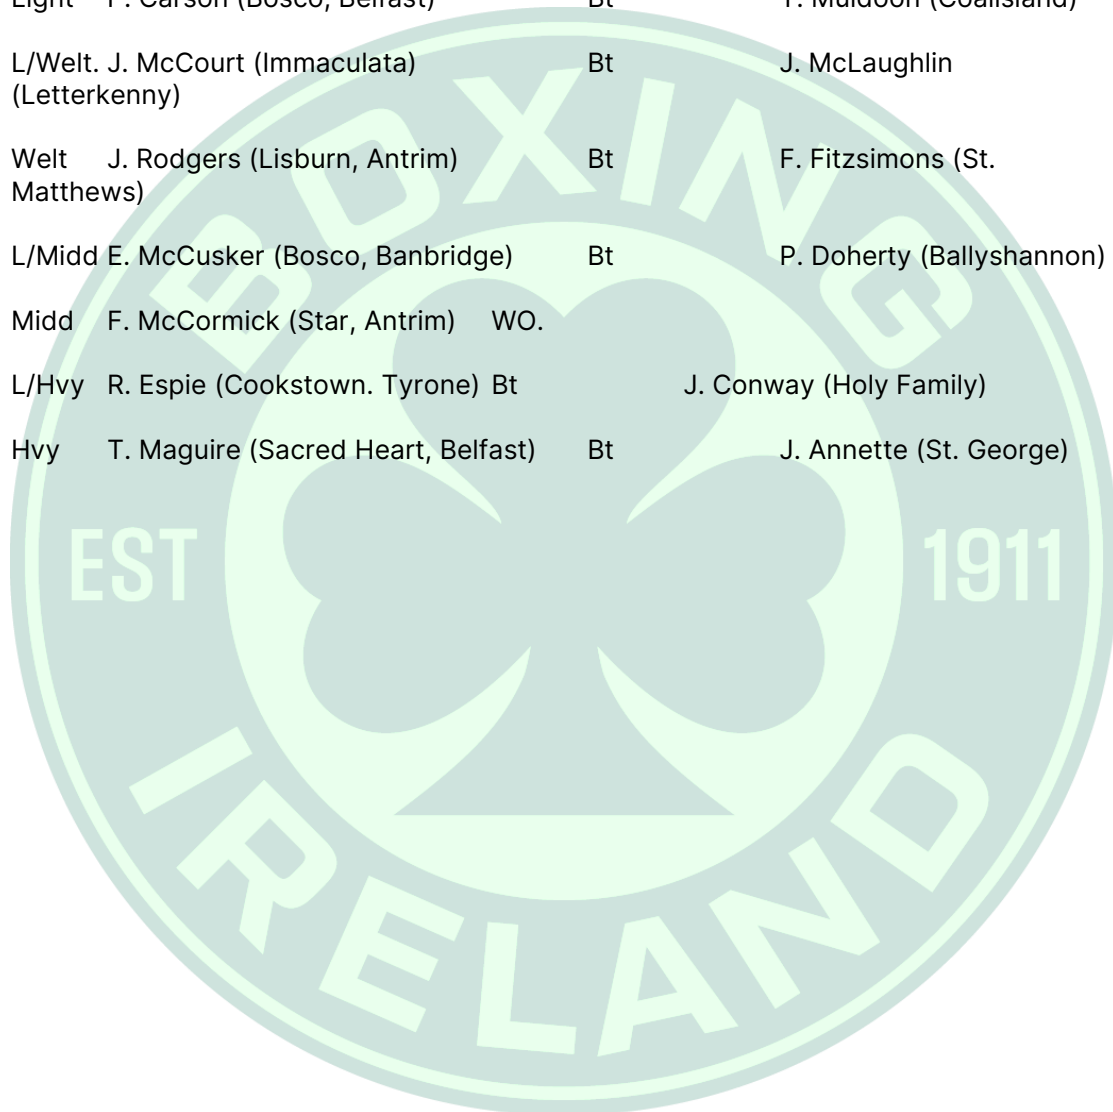 Light P. Carson (Bosco, Belfast) Bt T. Muldoon (Coalisland)
L/Welt. J. McCourt (Immaculata) Bt J. McLaughlin
(Letterkenny)
Welt J. Rodgers (Lisburn, Antrim) Bt F. Fitzsimons (St.
Matthews)
L/Midd E. McCusker (Bosco, Banbridge) Bt P. Doherty (Ballyshannon)
Midd F. McCormick (Star, Antrim) WO.
L/Hvy R. Espie (Cookstown. Tyrone) Bt J. Conway (Holy Family)
Hvy T. Maguire (Sacred Heart, Belfast) Bt J. Annette (St. George)
BOXING
EST 1911
IRELAND